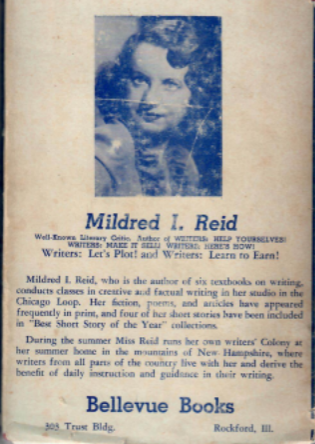 Mildred I. Reid
Well-Known Literary Critic. Author of WRITERS: HELP YOURSELVES!
WRITERS: MAKE IT SELL! WRITERS: HERE'S HOW!
Writers: Let's Plot! and Writers: Learn to Earn!
Mildred I. Reid, who is the author of six textbooks on writing,
conducts classes in creative and factual writing in her studio in the
Chicago Loop. Her fiction, poems, and articles have appeared
frequently in print, and four of her short stories have been included
in "Best Short Story of the Year" collections.
During the summer Miss Reid runs her own writers' Colony at
her summer home in the mountains of New Hampshire, where
writers from all parts of the country live with her and derive the
benefit of daily instruction and guidance in their writing.
Bellevue Books
303 Trust Bldg. Rockford, Ill.